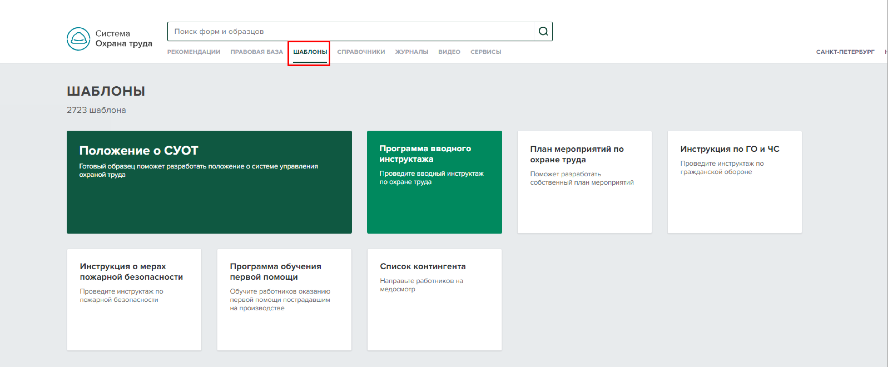 Система
Охрана труда
Поиск форм и образцов
РЕКОМЕНДАЦИИ ПРАВОВАЯ БАЗА ШАБЛОНЫ СПРАВОЧНИКИ ЖУРНАЛЫ ВИДЕО СЕРВИСЫ САНКТ-ПЕТЕРБУРГ
ШАБЛОНЫ
2723 шаблона
Положение о СУОТ
Готовый образец поможет разработать положение о системе управления
охраной труда
Программа вводного
инструктажа
Проведите вводный инструктаж
по охране труда
План мероприятий по
охране труда
Поможет разработать
собственный план мероприятий
Инструкция по ГО и ЧС
Проведите инструктаж по
гражданской обороне
Инструкция о мерах
пожарной безопасности
Проведите инструктаж по
пожарной безопасности
Программа обучения
первой помощи
Обучите работников оказанию
первой помощи пострадавшим
на производстве
Список контингента
Направьте работников на
медосмотр